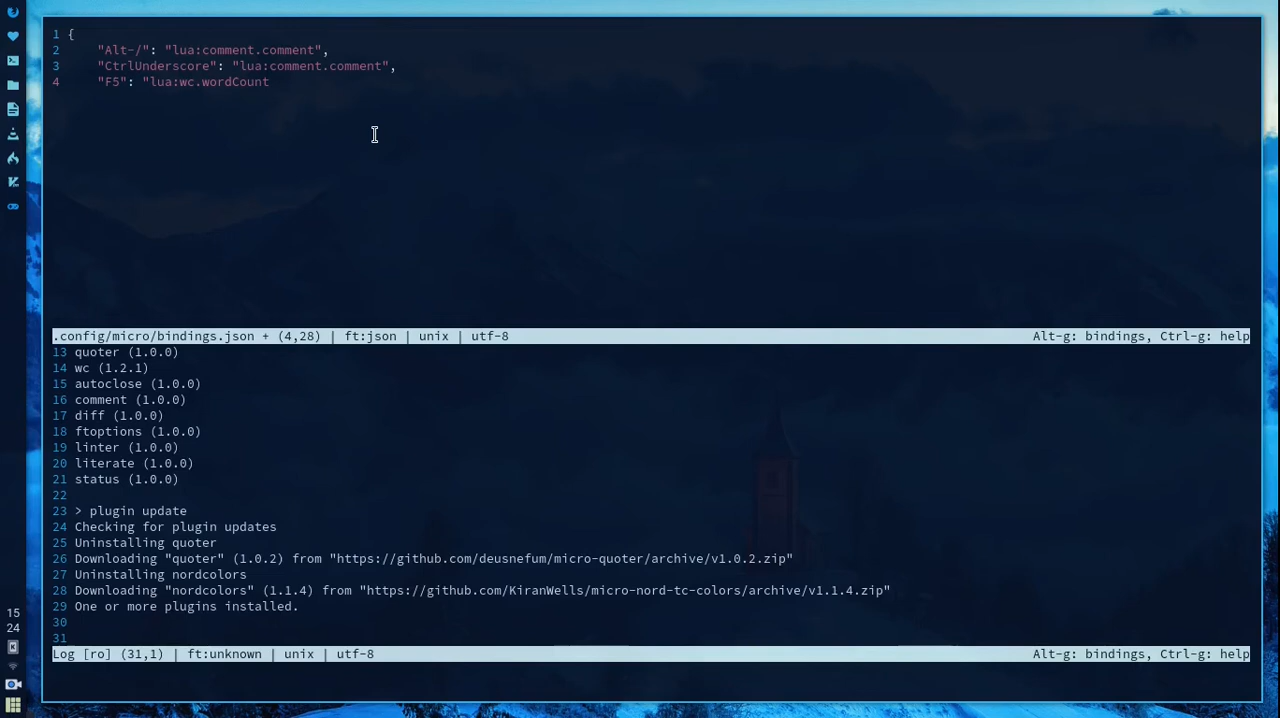 1 {
2     "Alt-/": "lua:comment.comment",
3     "CtrlUnderscore": "lua:comment.comment",
4     "F5": "lua:wc.wordCount
.config/micro/bindings.json + (4,28) | ft:json | unix | utf-8 Alt-g: bindings, Ctrl-g: help
13 quoter (1.0.0)
14 wc (1.2.1)
15 autoclose (1.0.0)
16 comment (1.0.0)
17 diff (1.0.0)
18 ftoptions (1.0.0)
19 linter (1.0.0)
20 literate (1.0.0)
21 status (1.0.0)
22
23 > plugin update
24 Checking for plugin updates
25 Uninstalling quoter
26 Downloading "quoter" (1.0.2) from "https://github.com/deusnefum/micro-quoter/archive/v1.0.2.zip"
27 Uninstalling nordcolors
28 Downloading "nordcolors" (1.1.4) from "https://github.com/KiranWells/micro-nord-tc-colors/archive/v1.1.4.zip"
29 One or more plugins installed.
30
31
Log [ro] (31,1) | ft:unknown | unix | utf-8 Alt-g: bindings, Ctrl-g: help
15
24